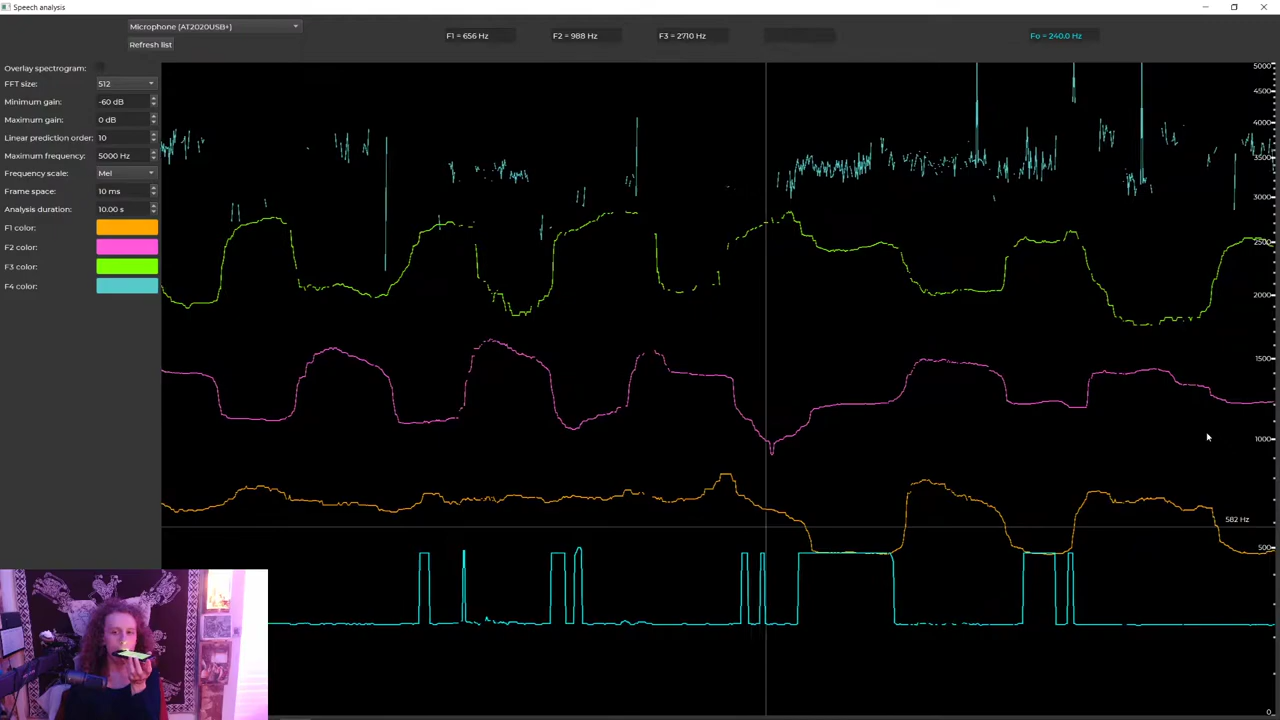 Speech analysis
Microphone (AT2020USB+)
Refresh list
F1 = 656 Hz
F2 = 988 Hz
F3 = 2710 Hz
Fo = 240.0 Hz
Overlay spectrogram:
FFT size: 512
Minimum gain: -60 dB
Maximum gain: 0 dB
Linear prediction order: 10
Maximum frequency: 5000 Hz
Frequency scale: Mel
Frame space: 10 ms
Analysis duration: 10.00 s
F1 color:
F2 color:
F3 color:
F4 color:
5000
4500
4000
3500
3000
2500
2000
1500
1000
582 Hz
500
0